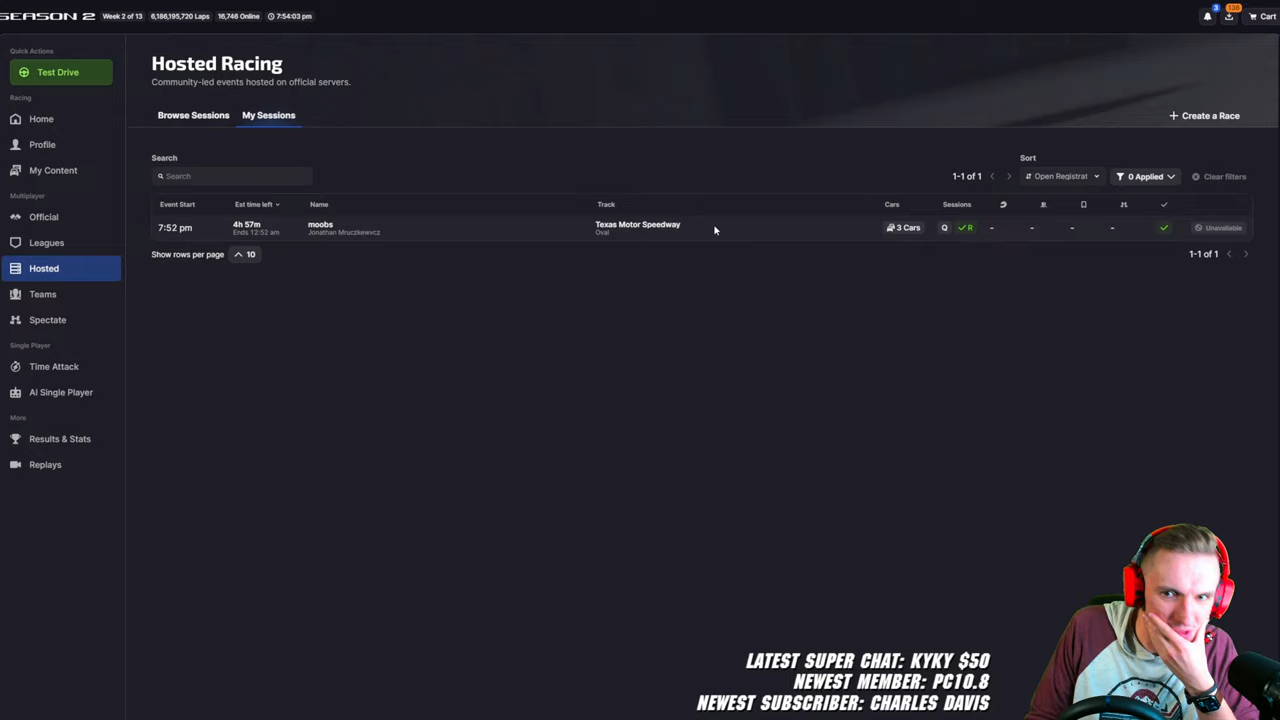 SEASON 2 Week 2 of 13 6,186,195,720 Laps 16,746 Online 7:54:03 pm 3 136 Cart
Quick Actions
Test Drive
Racing
Home
Profile
My Content
Multiplayer
Official
Leagues
Hosted
Teams
Spectate
Single Player
Time Attack
AI Single Player
More
Results & Stats
Replays
Hosted Racing
Community-led events hosted on official servers.
Browse Sessions My Sessions + Create a Race
Search Sort
Search 1-1 of 1 Open Registrat 0 Applied Clear filters
Event Start Est time left Name Track Cars Sessions
7:52 pm 4h 57m moobs Texas Motor Speedway 3 Cars Q R - - - - Unavailable
Ends 12:52 am Jonathan Mruczkewvcz Oval
Show rows per page 10 1-1 of 1
LATEST SUPER CHAT: KYKY $50
NEWEST MEMBER: PC10.8
NEWEST SUBSCRIBER: CHARLES DAVIS